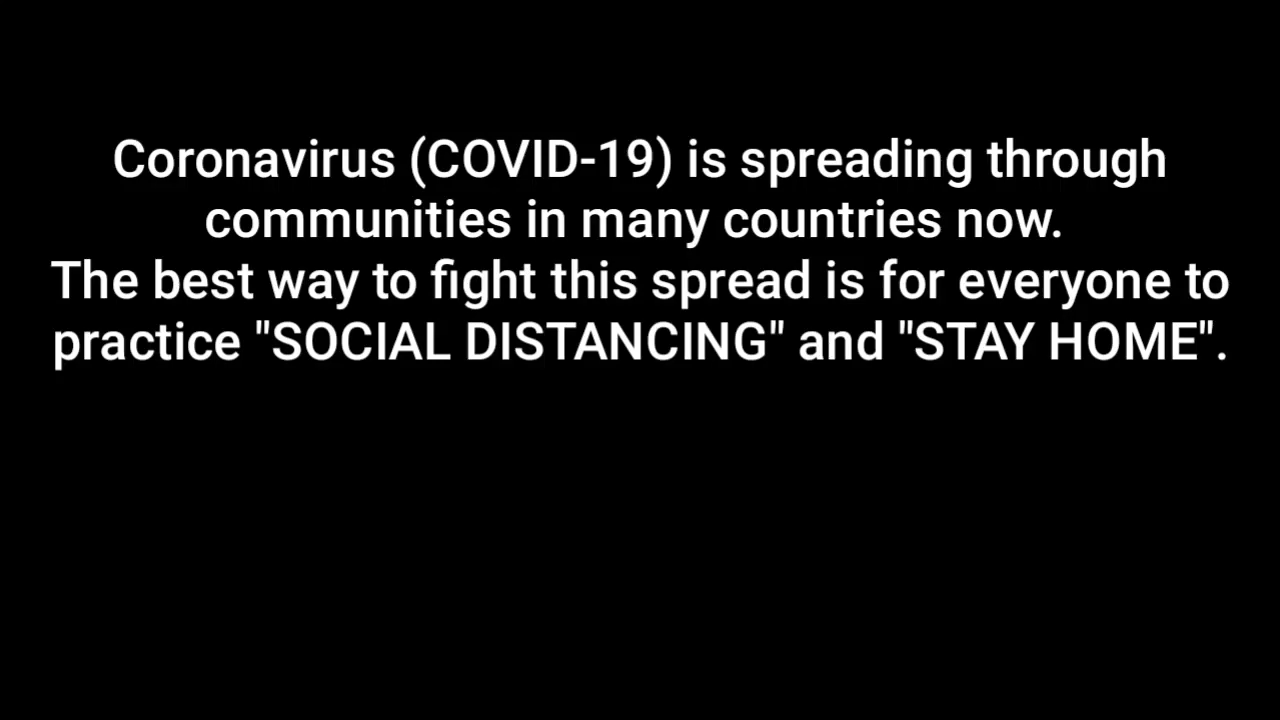 Coronavirus (COVID-19) is spreading through
communities in many countries now.
The best way to fight this spread is for everyone to
practice "SOCIAL DISTANCING" and "STAY HOME".